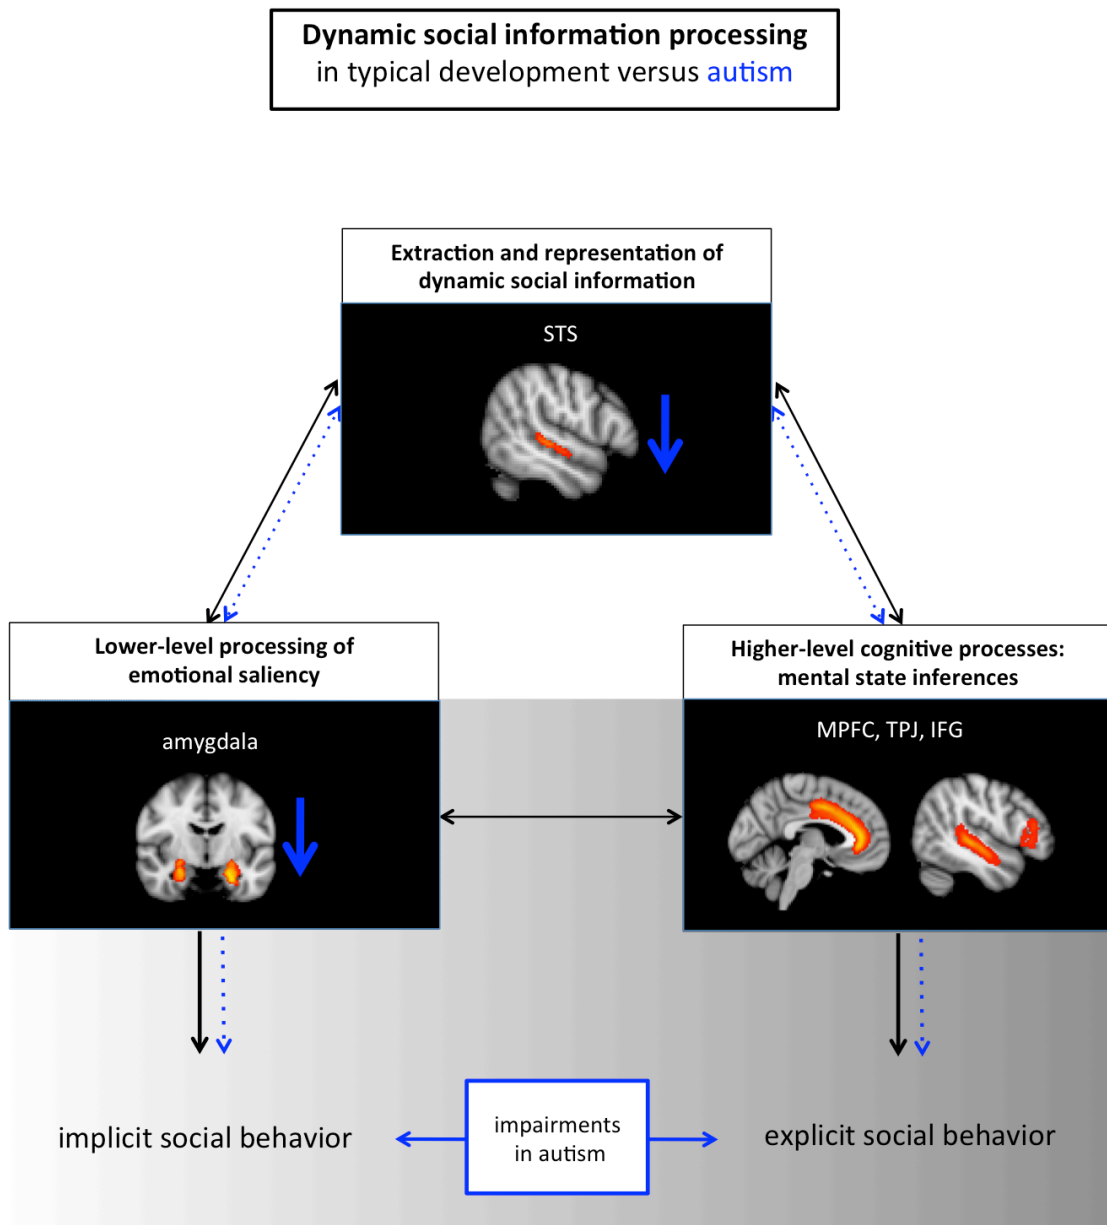 Dynamic social information processing
in typical development versus autism
Extraction and representation of
dynamic social information
STS
Lower-level processing of
emotional saliency
amygdala
Higher-level cognitive processes:
mental state inferences
MPFC, TPJ, IFG
implicit social behavior
impairments
in autism
explicit social behavior